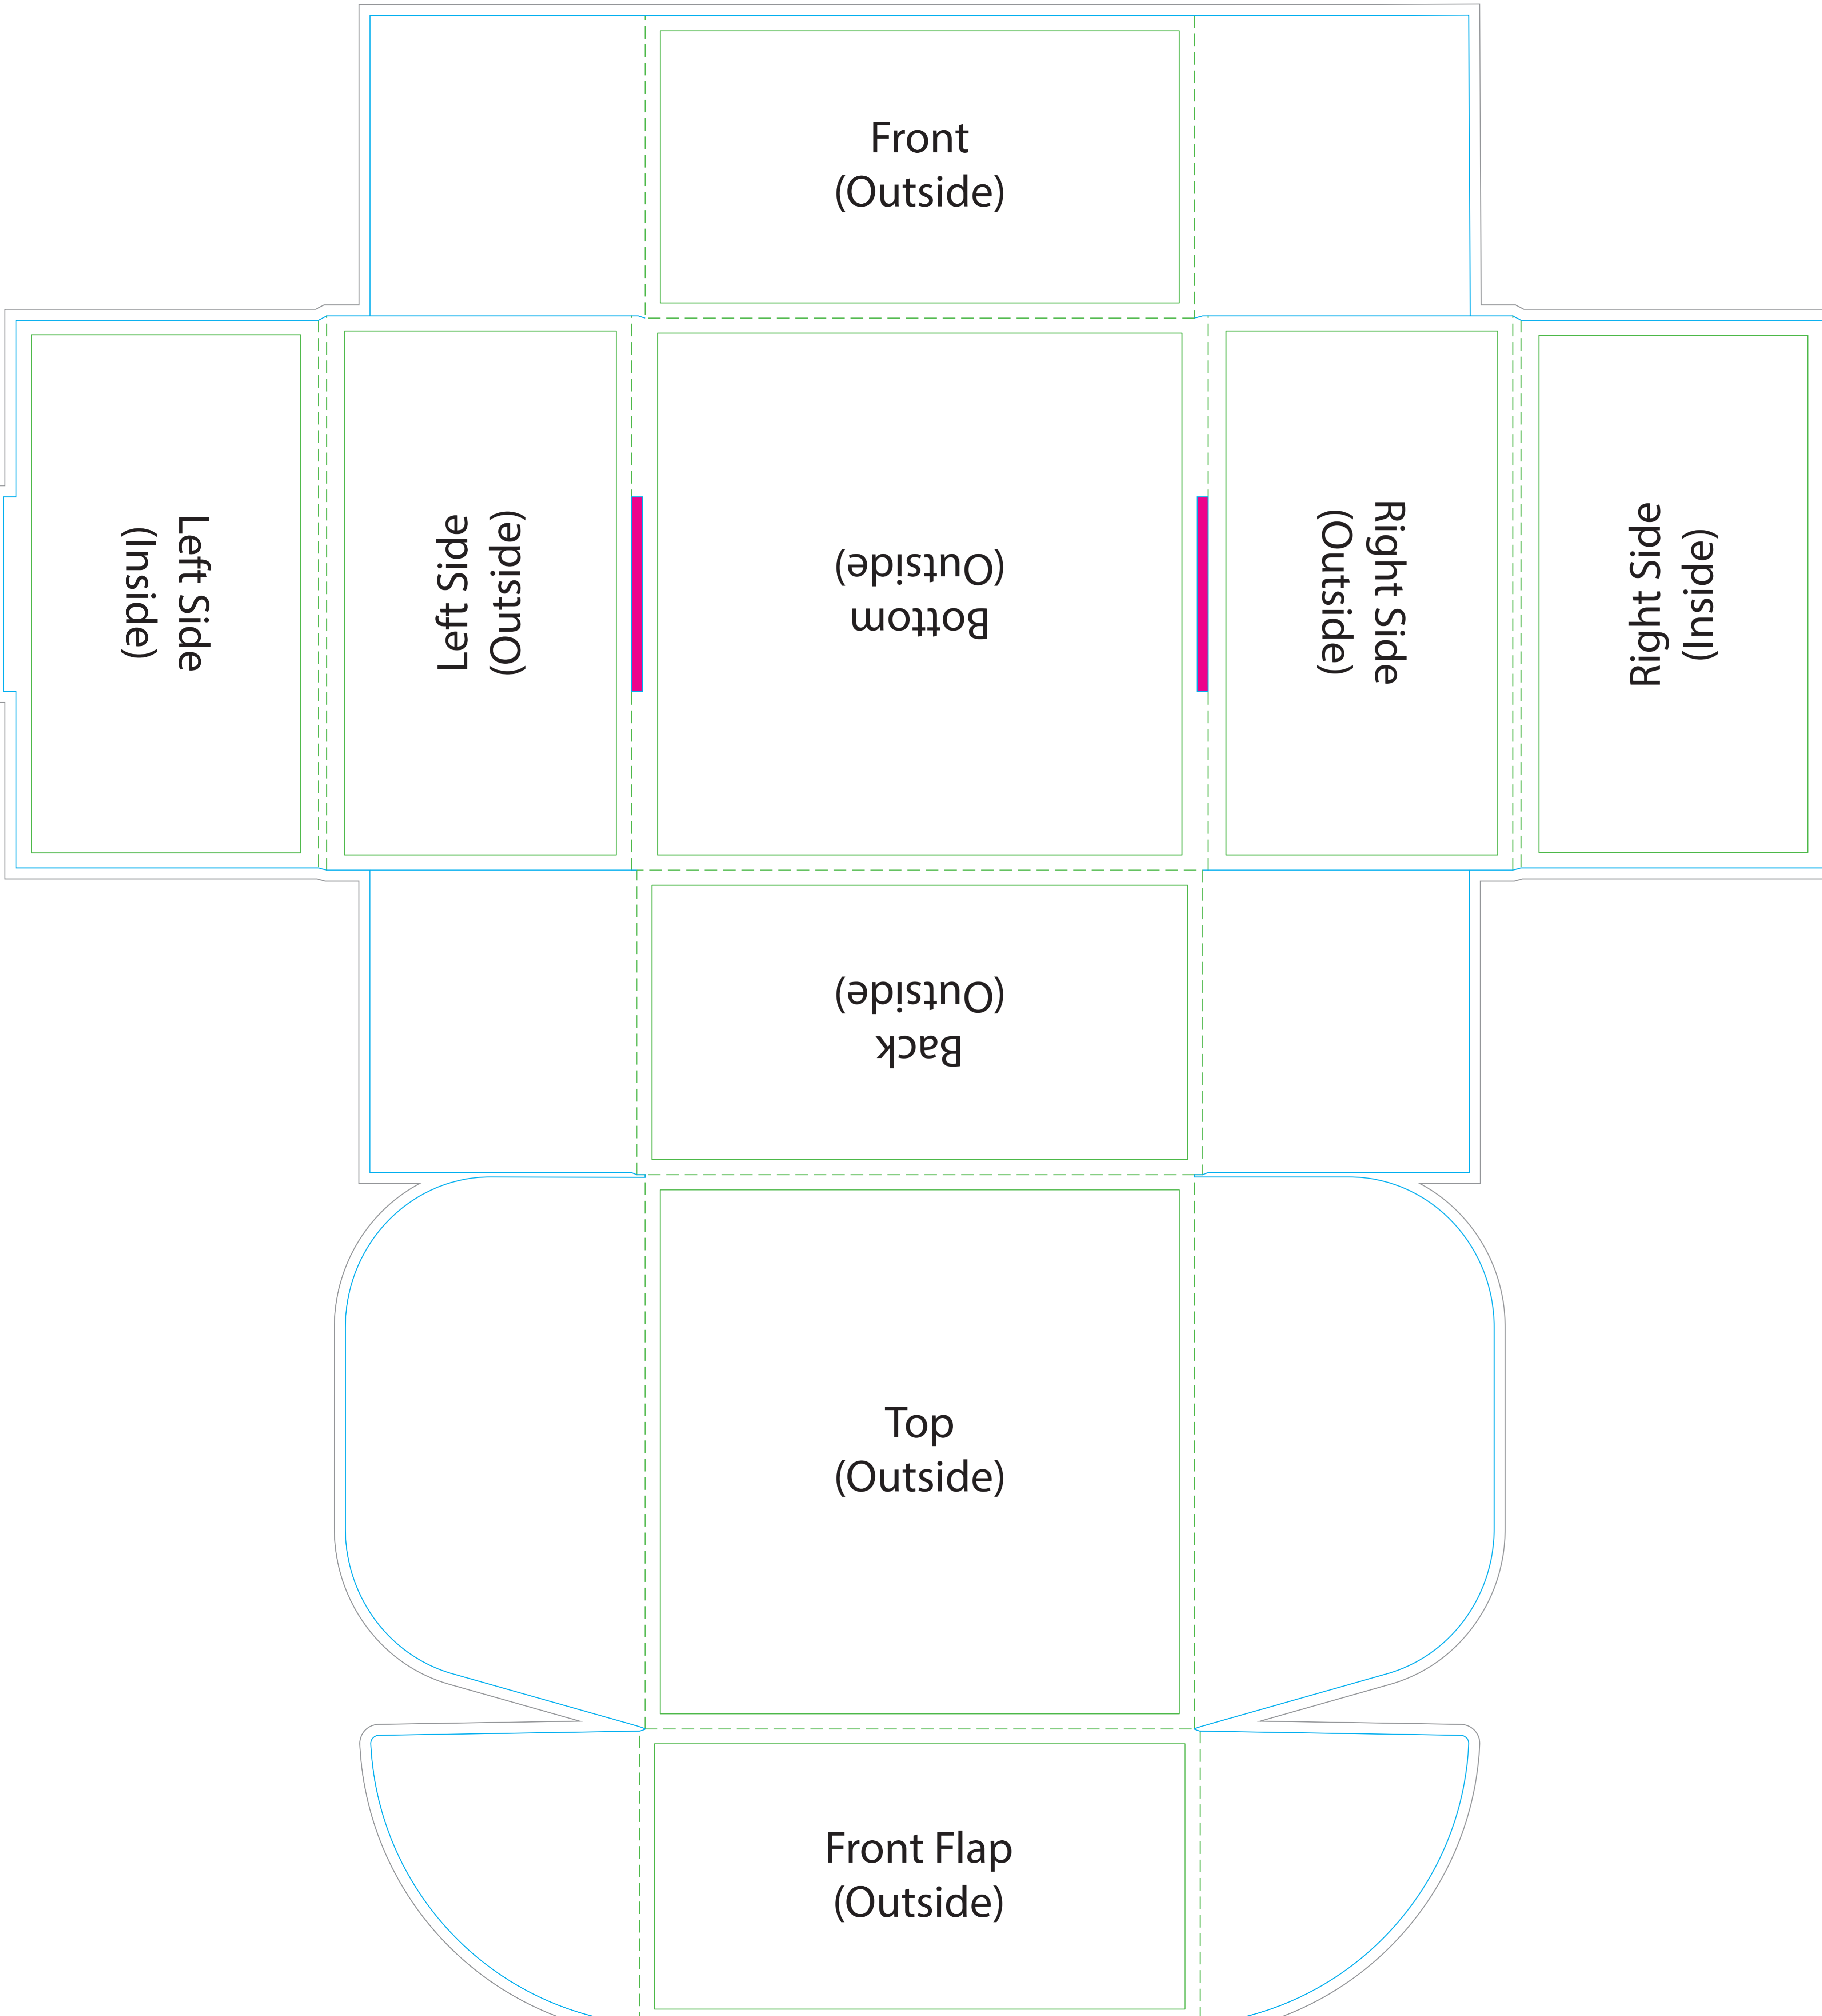 Front
(Outside)
Left Side
(Inside)
Left Side
(Outside)
Bottom
(Outside)
Right Side
(Outside)
Right Side
(Inside)
Back
(Outside)
Top
(Outside)
Front Flap
(Outside)